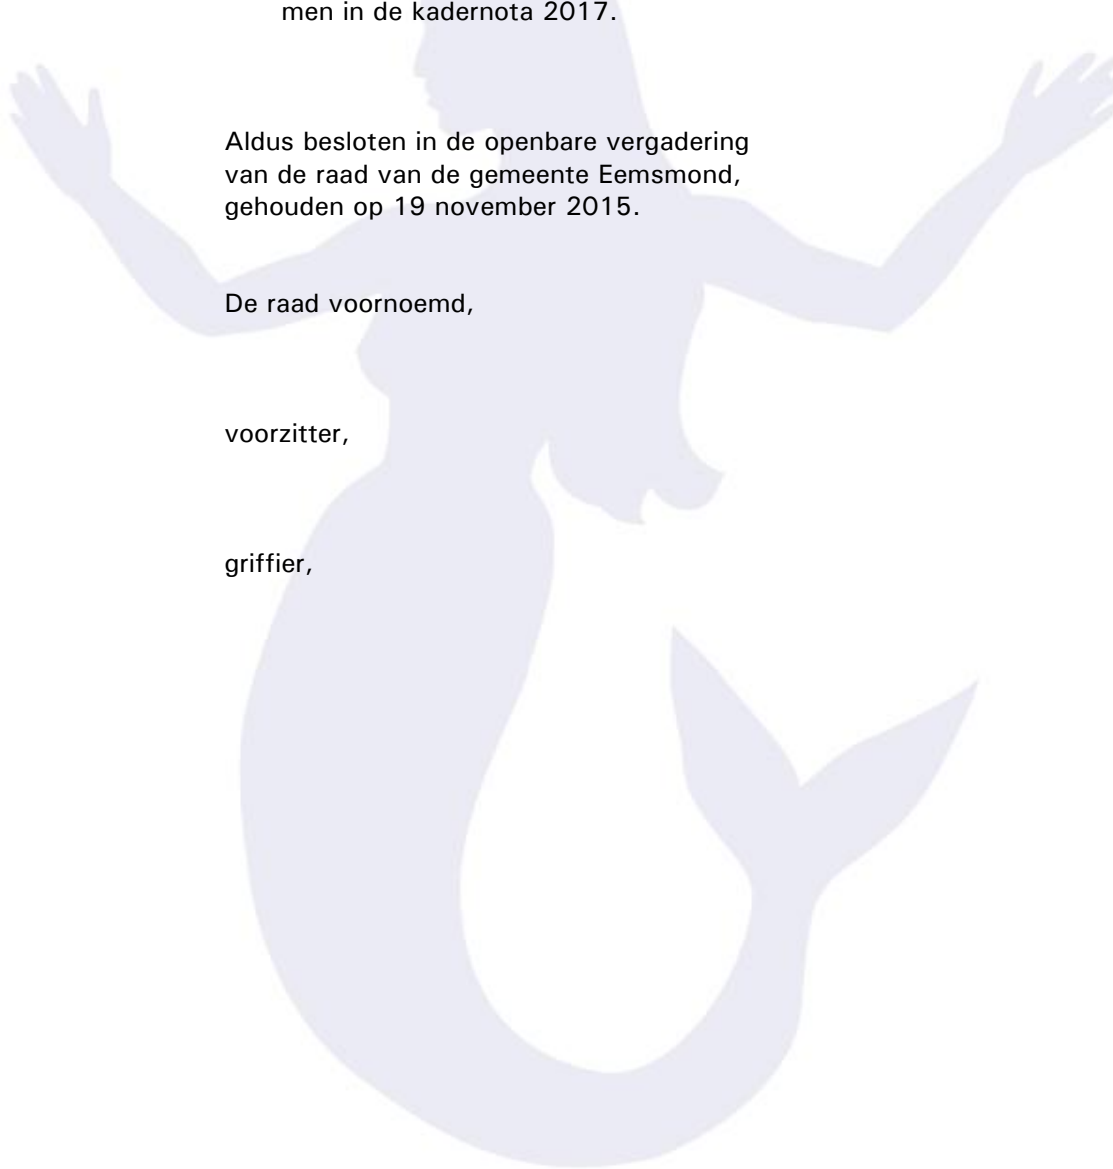 men in de kadernota 2017.
Aldus besloten in de openbare vergadering
van de raad van de gemeente Eemsmond,
gehouden op 19 november 2015.
De raad voornoemd,
voorzitter,
griffier,